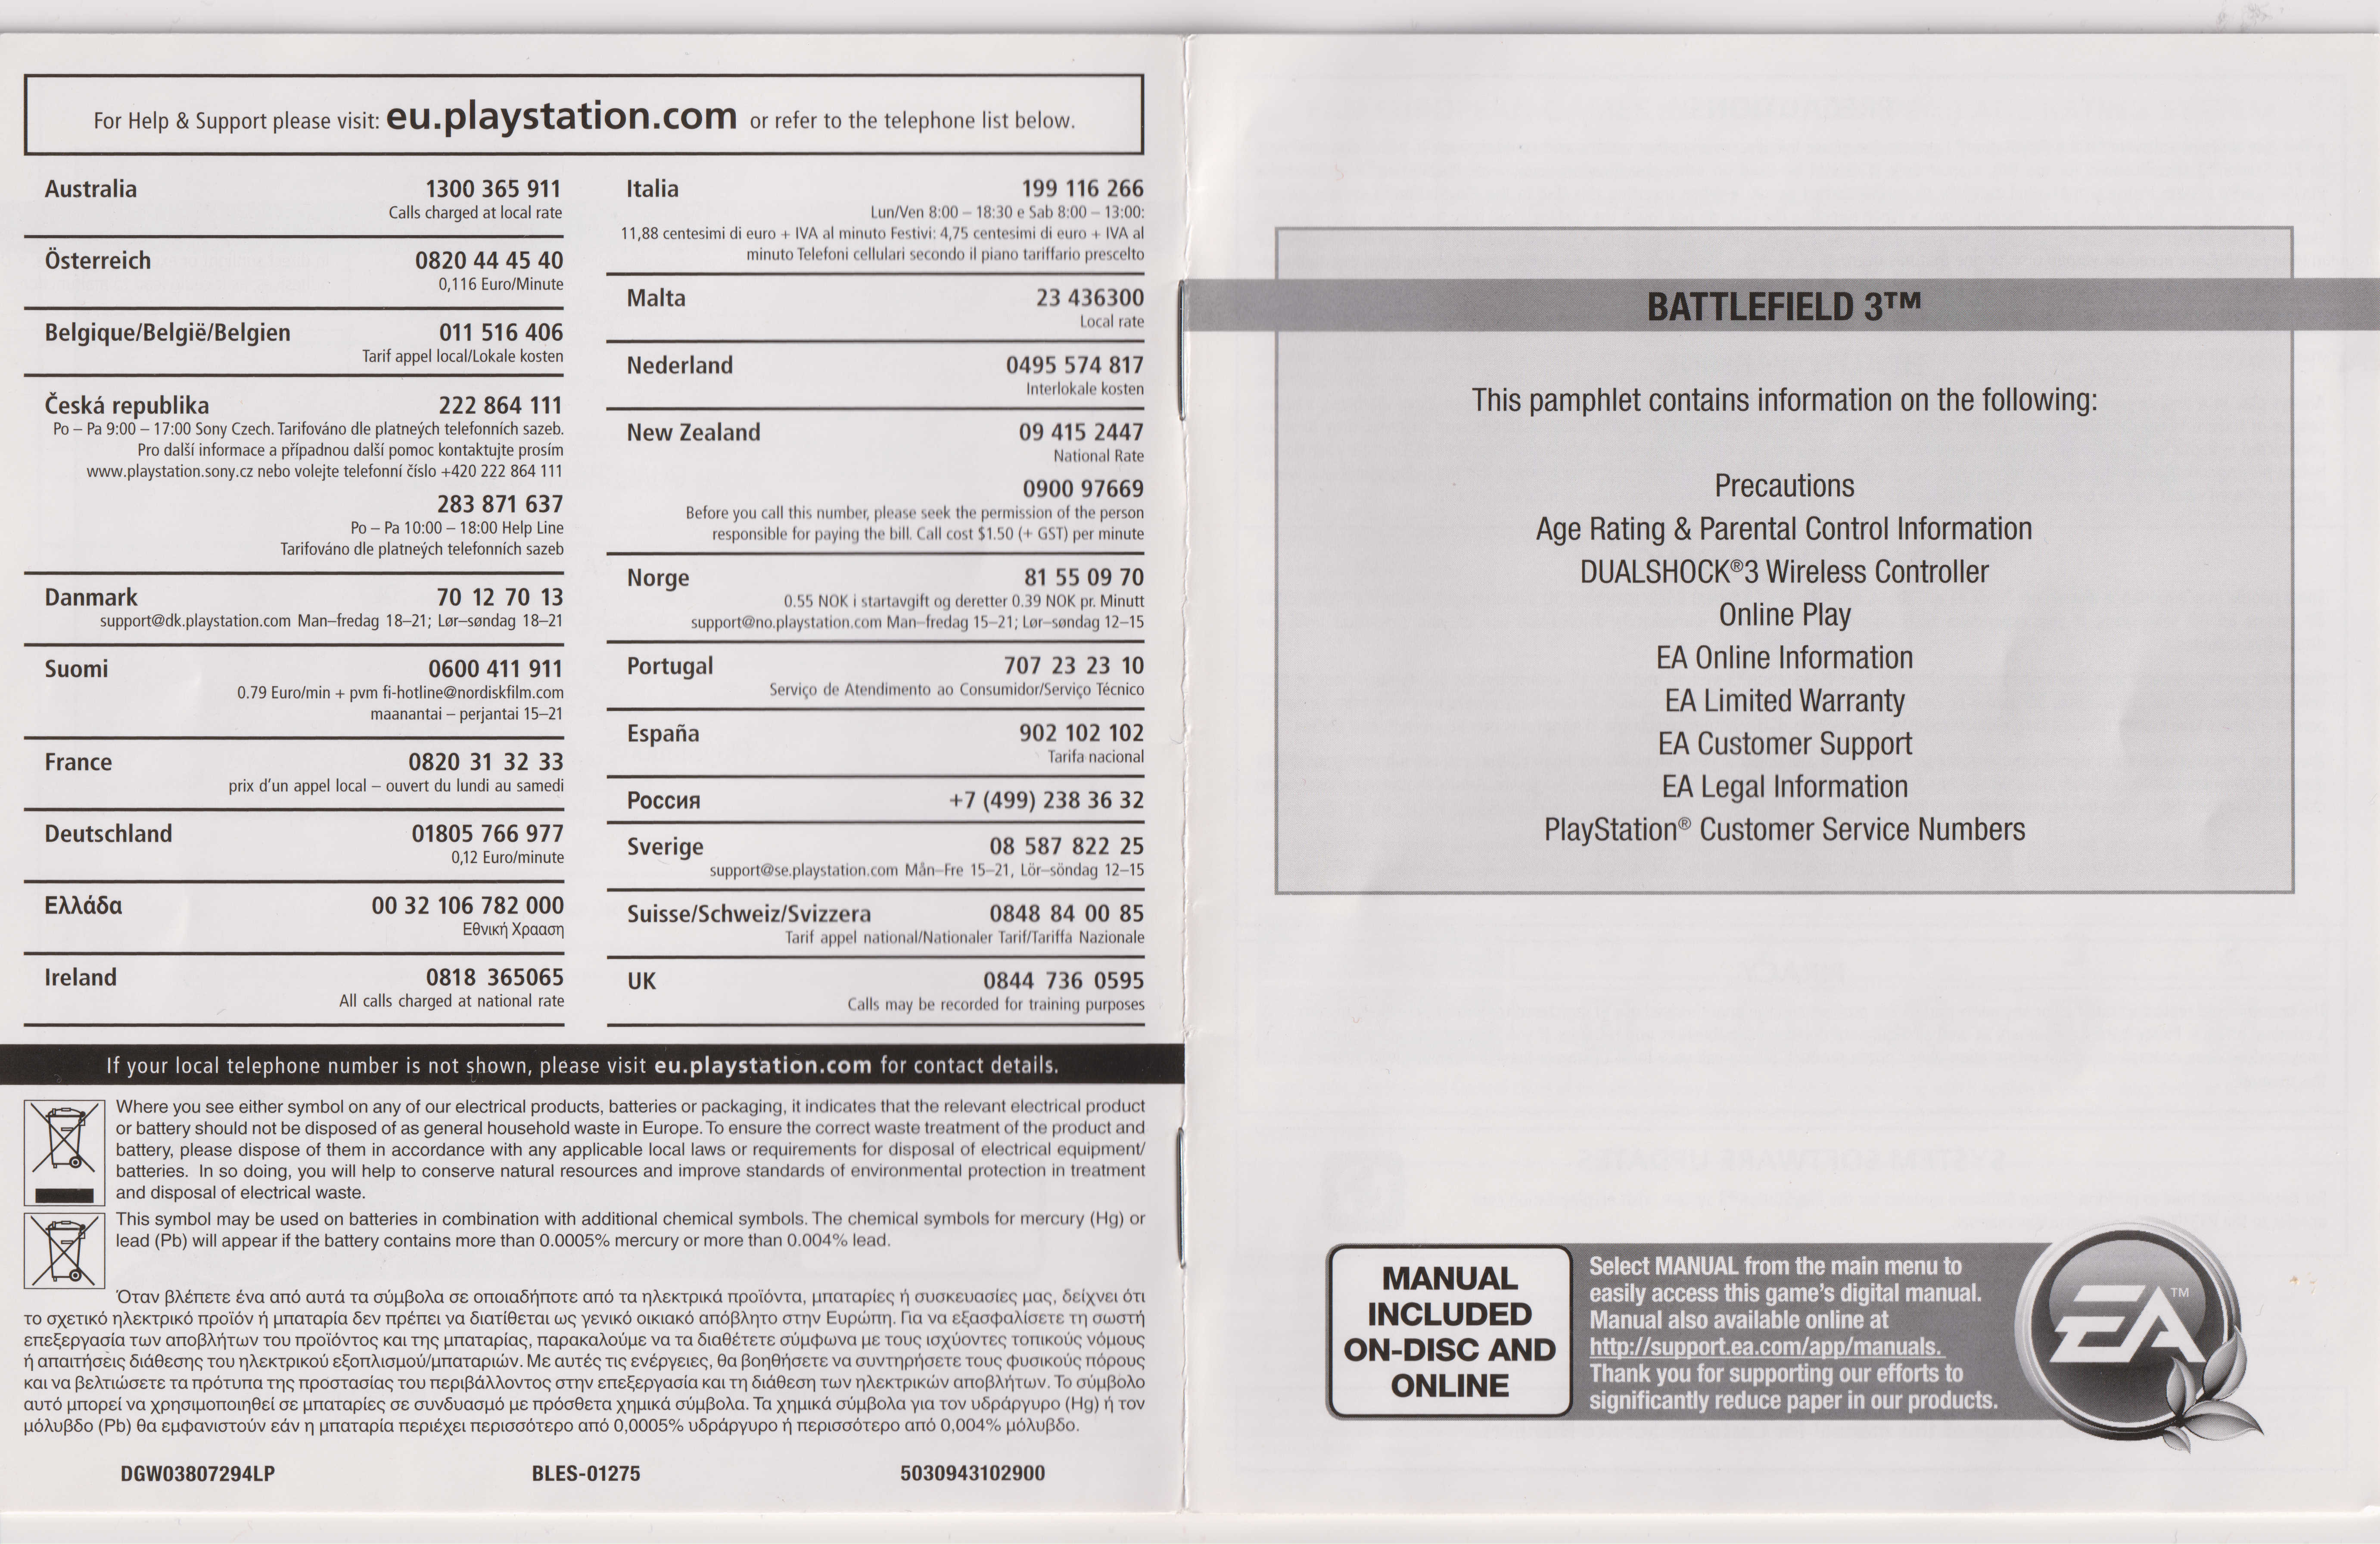 For Help & Support please visit: eu.playstation.com or refer to the telephone list below.
Australia 1300 365 911
Calls charged at local rate
Österreich 0820 44 45 40
0,116 Euro/Minute
Belgique/België/Belgien 011 516 406
Tarif appel local/Lokale kosten
Česká republika 222 864 111
Po – Pa 9:00 – 17:00 Sony Czech. Tarifováno dle platneých telefonních sazeb.
Pro další informace a případnou další pomoc kontaktujte prosím
www.playstation.sony.cz nebo volejte telefonní číslo +420 222 864 111
283 871 637
Po – Pa 10:00 – 18:00 Help Line
Tarifováno dle platneých telefonních sazeb
Danmark 70 12 70 13
support@dk.playstation.com Man–fredag 18–21; Lør–søndag 18–21
Suomi 0600 411 911
0.79 Euro/min + pvm fi-hotline@nordiskfilm.com
maanantai – perjantai 15–21
France 0820 31 32 33
prix d'un appel local – ouvert du lundi au samedi
Deutschland 01805 766 977
0,12 Euro/minute
Ελλάδα 00 32 106 782 000
Εθνική Χρααση
Ireland 0818 365065
All calls charged at national rate
Italia 199 116 266
Lun/Ven 8:00 – 18:30 e Sab 8:00 – 13:00:
11,88 centesimi di euro + IVA al minuto Festivi: 4,75 centesimi di euro + IVA al
minuto Telefoni cellulari secondo il piano tariffario prescelto
Malta 23 436300
Local rate
Nederland 0495 574 817
Interlokale kosten
New Zealand 09 415 2447
National Rate
0900 97669
Before you call this number, please seek the permission of the person
responsible for paying the bill. Call cost $1.50 (+ GST) per minute
Norge 81 55 09 70
0.55 NOK i startavgift og deretter 0.39 NOK pr. Minutt
support@no.playstation.com Man–fredag 15–21; Lør–søndag 12–15
Portugal 707 23 23 10
Serviço de Atendimento ao Consumidor/Serviço Técnico
España 902 102 102
Tarifa nacional
Россия +7 (499) 238 36 32
Sverige 08 587 822 25
support@se.playstation.com Mån–Fre 15–21, Lör–söndag 12–15
Suisse/Schweiz/Svizzera 0848 84 00 85
Tarif appel national/Nationaler Tarif/Tariffa Nazionale
UK 0844 736 0595
Calls may be recorded for training purposes
If your local telephone number is not shown, please visit eu.playstation.com for contact details.
Where you see either symbol on any of our electrical products, batteries or packaging, it indicates that the relevant electrical product
or battery should not be disposed of as general household waste in Europe. To ensure the correct waste treatment of the product and
battery, please dispose of them in accordance with any applicable local laws or requirements for disposal of electrical equipment/
batteries. In so doing, you will help to conserve natural resources and improve standards of environmental protection in treatment
and disposal of electrical waste.
This symbol may be used on batteries in combination with additional chemical symbols. The chemical symbols for mercury (Hg) or
lead (Pb) will appear if the battery contains more than 0.0005% mercury or more than 0.004% lead.
Όταν βλέπετε ένα από αυτά τα σύμβολα σε οποιαδήποτε από τα ηλεκτρικά προϊόντα, μπαταρίες ή συσκευασίες μας, δείχνει ότι
το σχετικό ηλεκτρικό προϊόν ή μπαταρία δεν πρέπει να διατίθεται ως γενικό οικιακό απόβλητο στην Ευρώπη. Για να εξασφαλίσετε τη σωστή
επεξεργασία των αποβλήτων του προϊόντος και της μπαταρίας, παρακαλούμε να τα διαθέτετε σύμφωνα με τους ισχύοντες τοπικούς νόμους
ή απαιτήσεις διάθεσης του ηλεκτρικού εξοπλισμού/μπαταριών. Με αυτές τις ενέργειες, θα βοηθήσετε να συντηρήσετε τους φυσικούς πόρους
και να βελτιώσετε τα πρότυπα της προστασίας του περιβάλλοντος στην επεξεργασία και τη διάθεση των ηλεκτρικών αποβλήτων. Το σύμβολο
αυτό μπορεί να χρησιμοποιηθεί σε μπαταρίες σε συνδυασμό με πρόσθετα χημικά σύμβολα. Τα χημικά σύμβολα για τον υδράργυρο (Hg) ή τον
μόλυβδο (Pb) θα εμφανιστούν εάν η μπαταρία περιέχει περισσότερο από 0,0005% υδράργυρο ή περισσότερο από 0,004% μόλυβδο.
DGW03807294LP BLES-01275 5030943102900
BATTLEFIELD 3™
This pamphlet contains information on the following:
Precautions
Age Rating & Parental Control Information
DUALSHOCK®3 Wireless Controller
Online Play
EA Online Information
EA Limited Warranty
EA Customer Support
EA Legal Information
PlayStation® Customer Service Numbers
MANUAL
INCLUDED
ON-DISC AND
ONLINE
Select MANUAL from the main menu to
easily access this game's digital manual.
Manual also available online at
http://support.ea.com/app/manuals.
Thank you for supporting our efforts to
significantly reduce paper in our products.
EA™